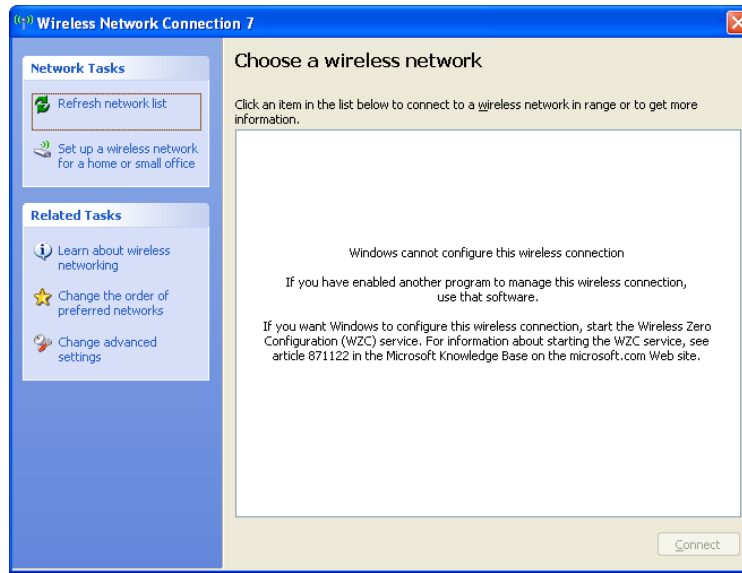 Wireless Network Connection 7
Network Tasks
Refresh network list
Set up a wireless network
for a home or small office
Related Tasks
Learn about wireless
networking
Change the order of
preferred networks
Change advanced
settings
Choose a wireless network
Click an item in the list below to connect to a wireless network in range or to get more
information.
Windows cannot configure this wireless connection
If you have enabled another program to manage this wireless connection,
use that software.
If you want Windows to configure this wireless connection, start the Wireless Zero
Configuration (WZC) service. For information about starting the WZC service, see
article 871122 in the Microsoft Knowledge Base on the microsoft.com Web site.
Connect